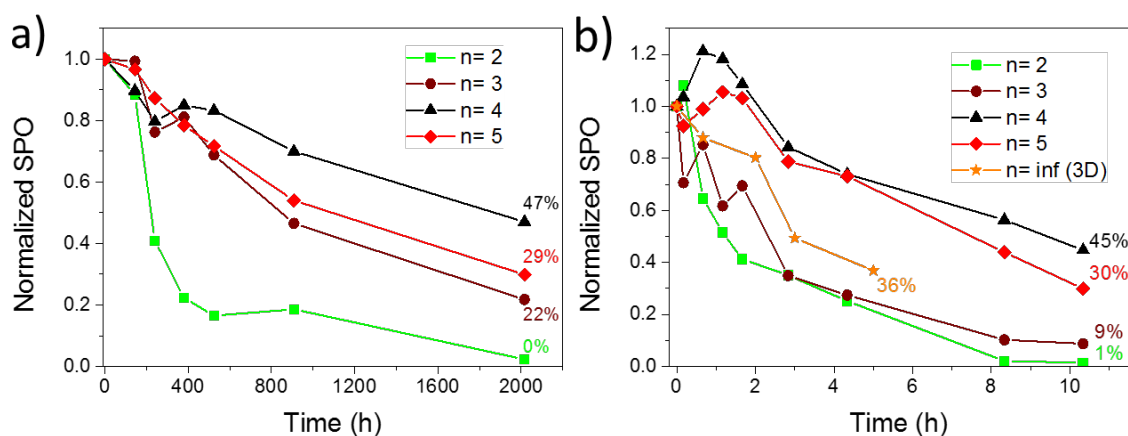 a)
Normalized SPO
1.0
0.8
0.6
0.4
0.2
0.0
n= 2
n= 3
n= 4
n= 5
47%
29%
22%
0%
0 400 800 1200 1600 2000
Time (h)
b)
Normalized SPO
1.2
1.0
0.8
0.6
0.4
0.2
0.0
n= 2
n= 3
n= 4
n= 5
n= inf (3D)
45%
30%
36%
9%
1%
0 2 4 6 8 10
Time (h)